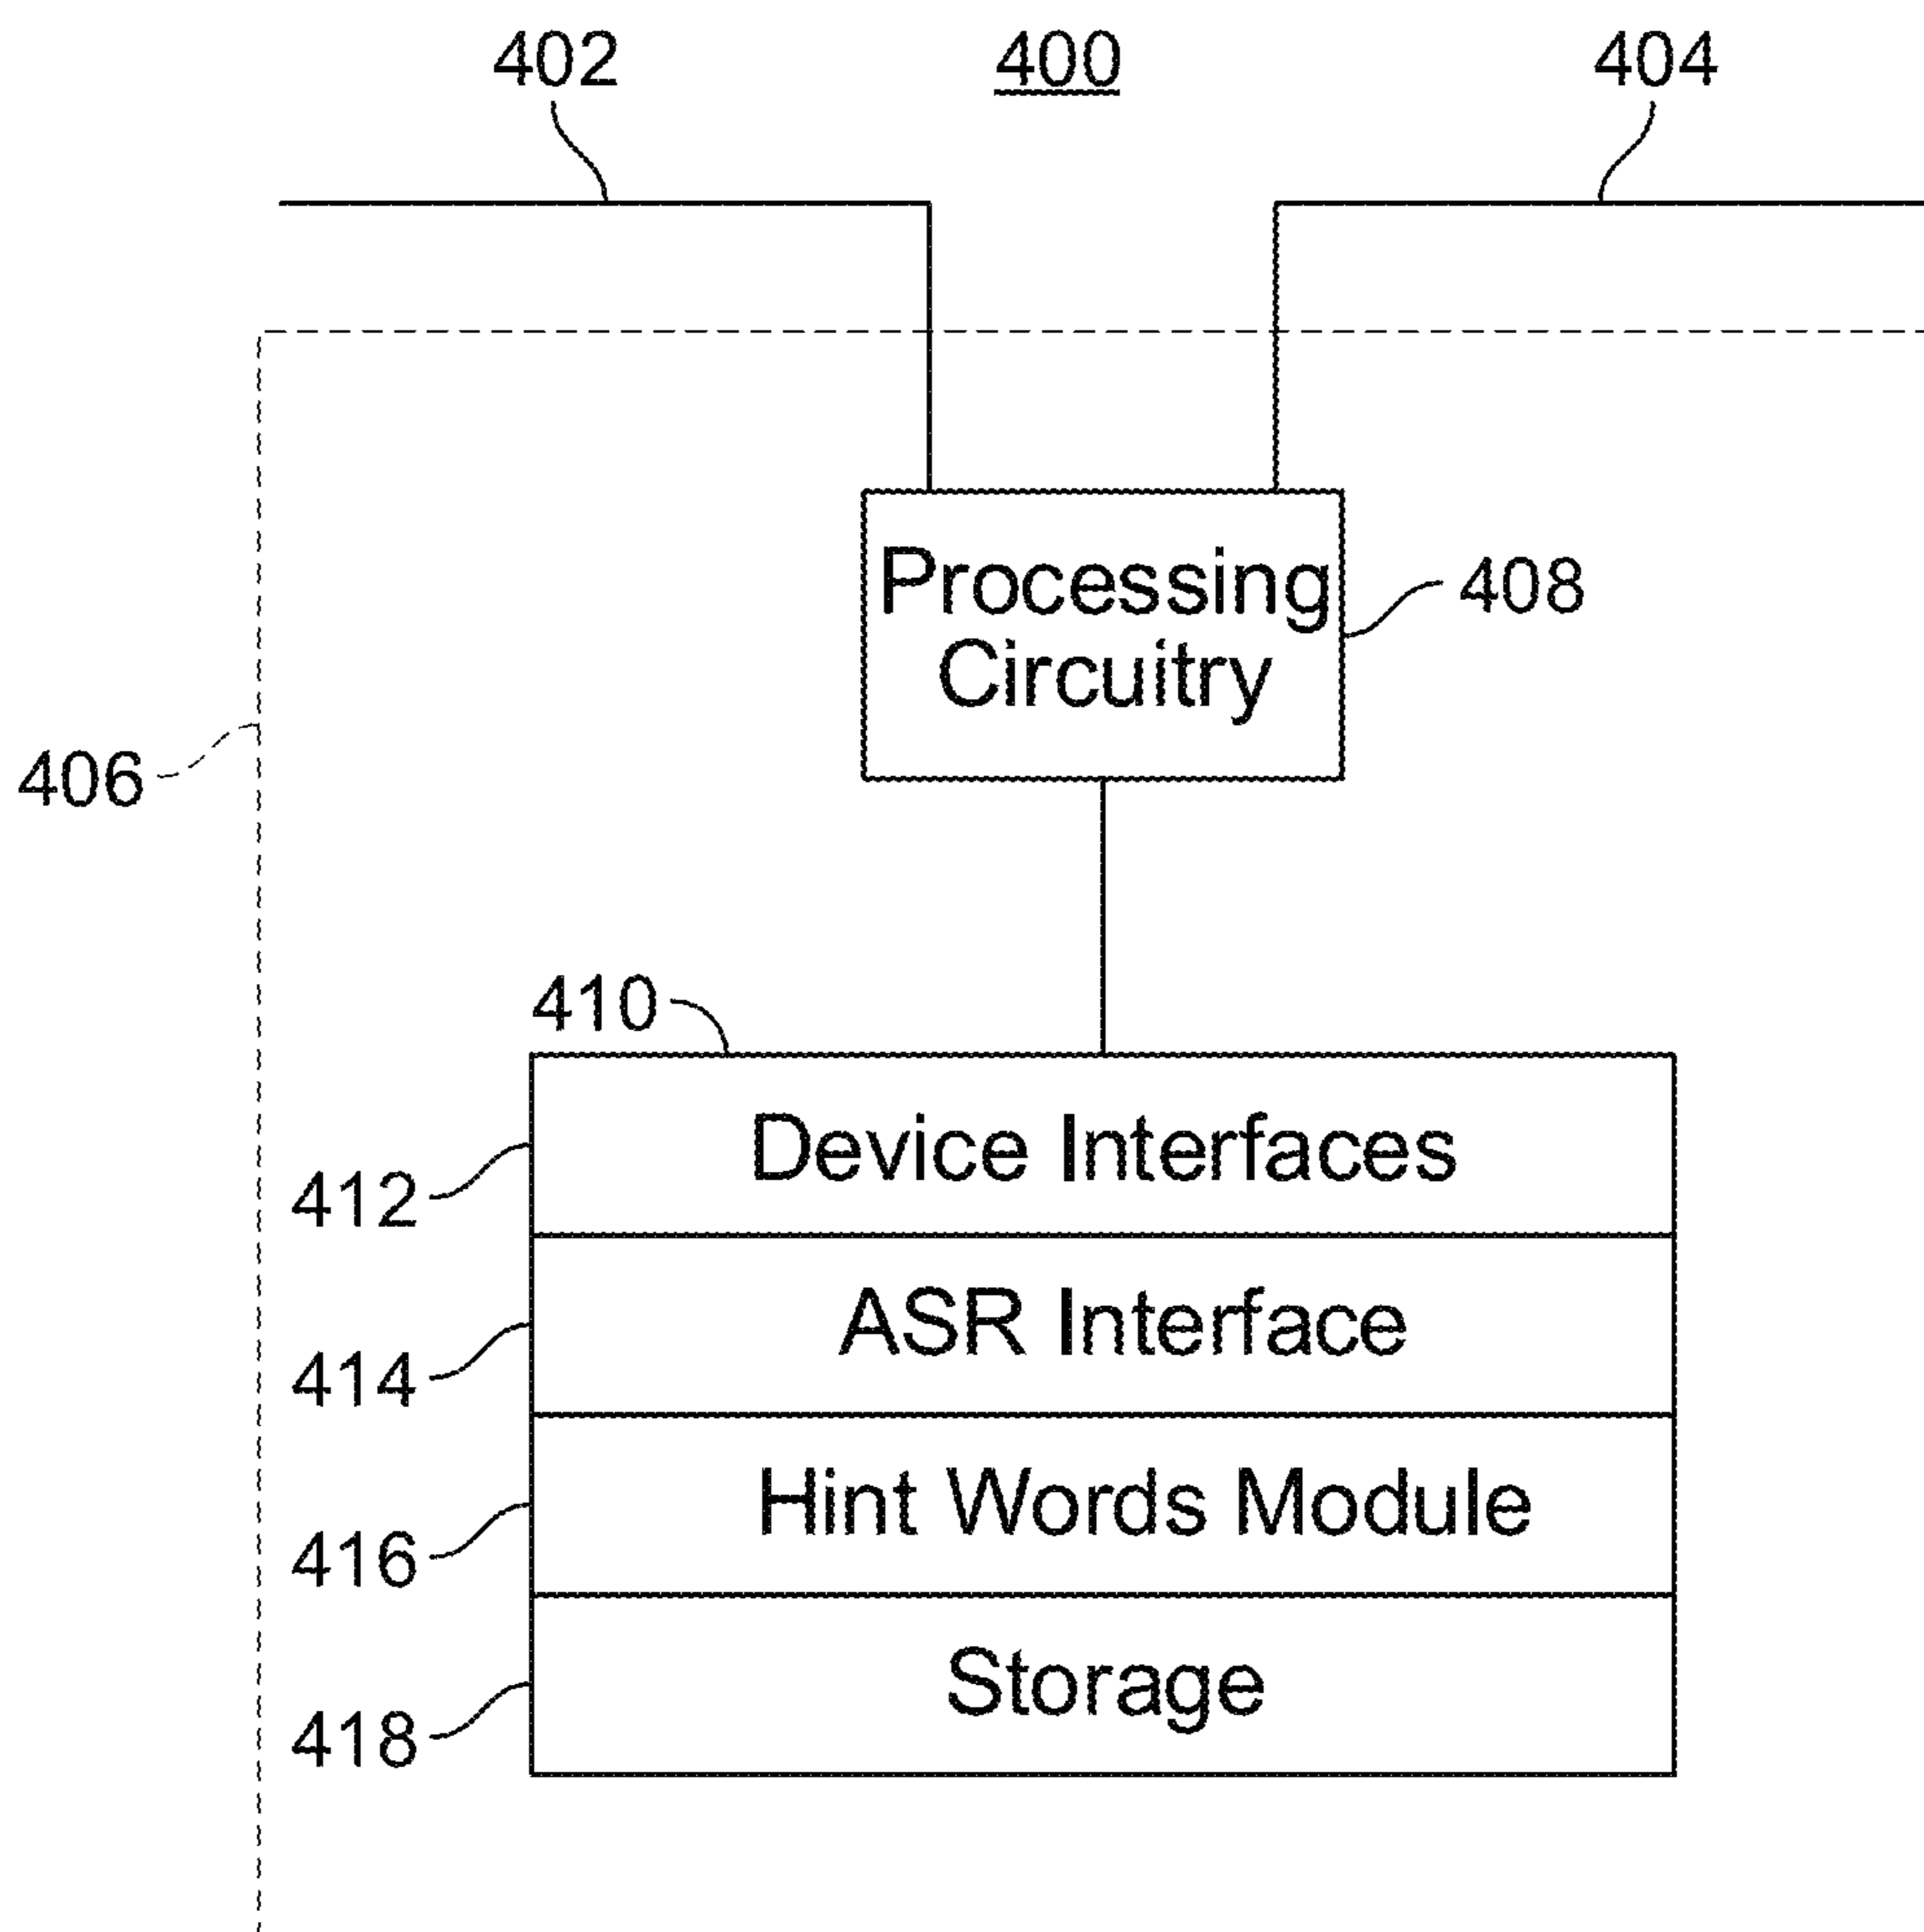 402
400
404
Processing
Circuitry
408
406
410
Device Interfaces
412
ASR Interface
414
Hint Words Module
416
Storage
418